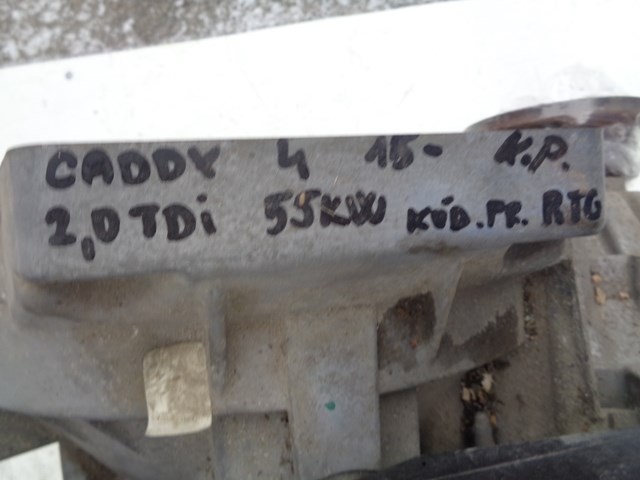 CADDY 4 15- K.P.
2,0 TDi 55KW KÓD.PR. RTG